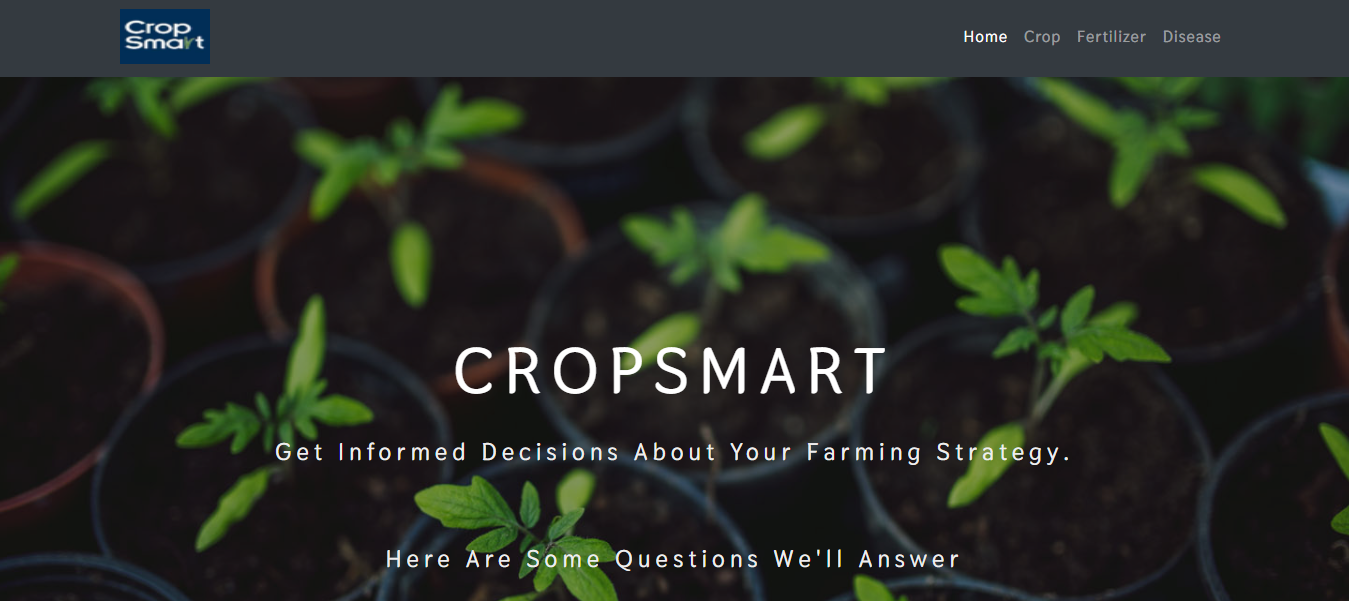 Crop
Smart
Home Crop Fertilizer Disease
CROPSMART
Get Informed Decisions About Your Farming Strategy.
Here Are Some Questions We'll Answer